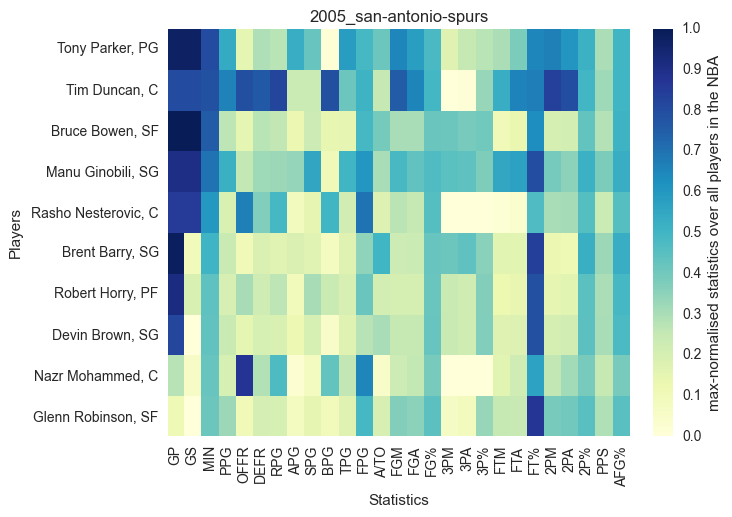 2005_san-antonio-spurs
Players
Tony Parker, PG
Tim Duncan, C
Bruce Bowen, SF
Manu Ginobili, SG
Rasho Nesterovic, C
Brent Barry, SG
Robert Horry, PF
Devin Brown, SG
Nazr Mohammed, C
Glenn Robinson, SF
GP GS MIN PPG OFFR DEFR RPG APG SPG BPG TPG FPG A/TO FGM FGA FG% 3PM 3PA 3P% FTM FTA FT% 2PM 2PA 2P% PPS AFG%
Statistics
1.0
0.9
0.8
0.7
0.6
0.5
0.4
0.3
0.2
0.1
0.0
max-normalised statistics over all players in the NBA